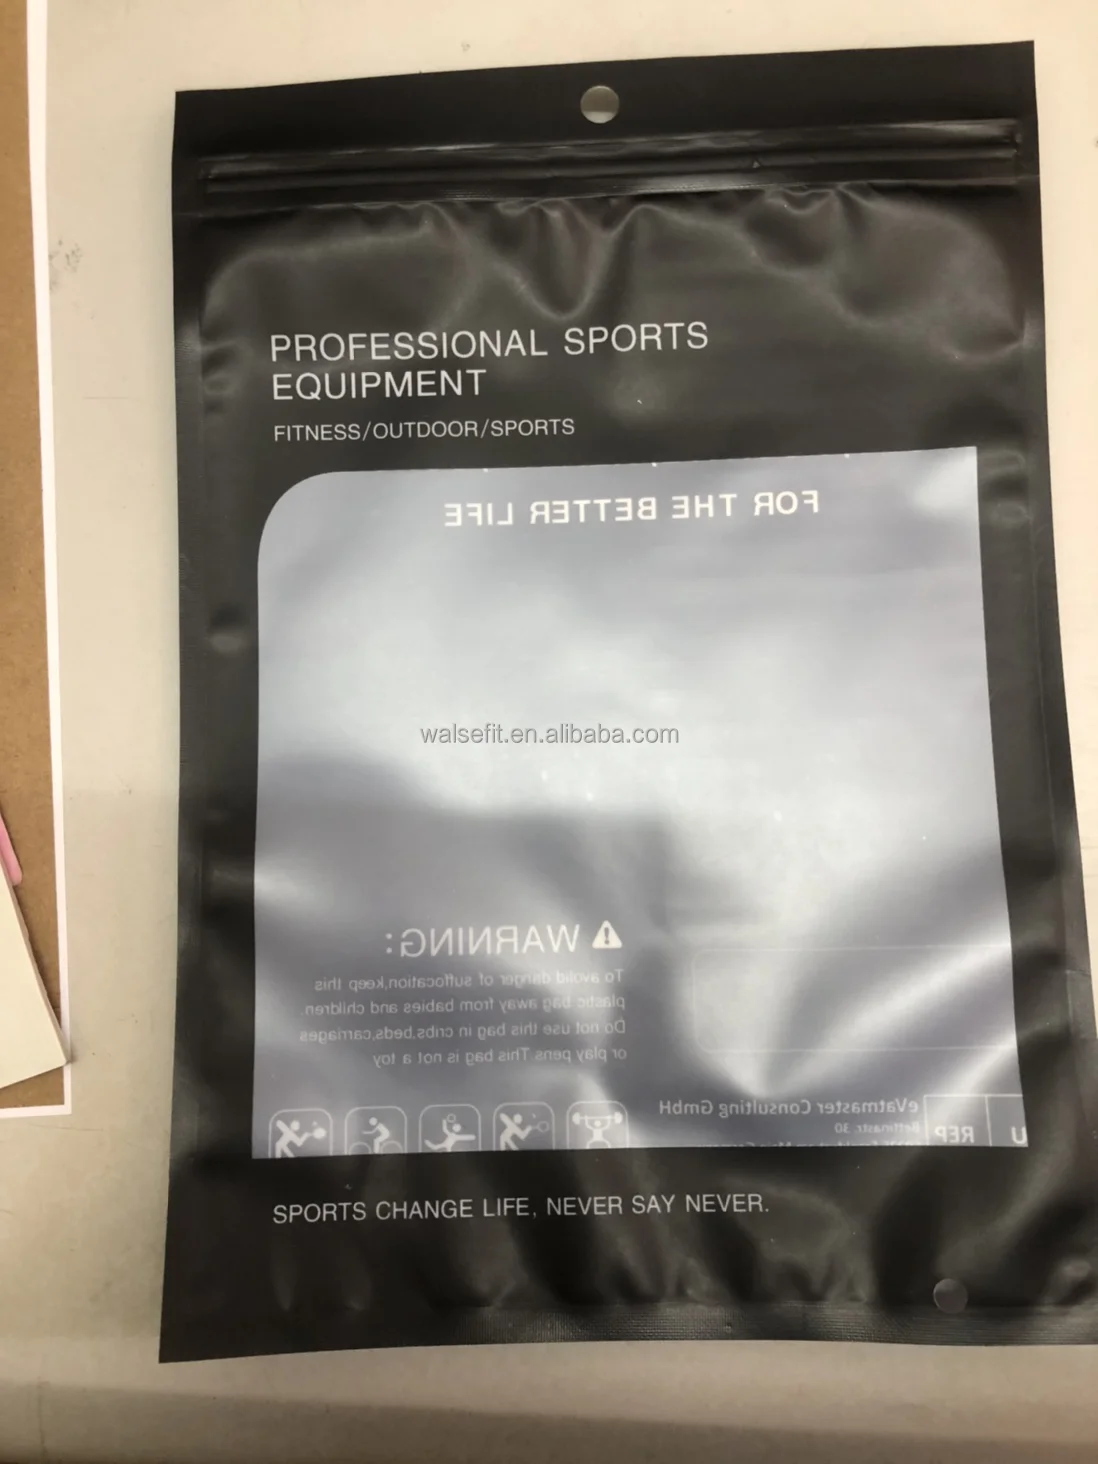 PROFESSIONAL SPORTS
EQUIPMENT
FITNESS/OUTDOOR/SPORTS
FOR THE BETTER LIFE
walsefit.en.alibaba.com
⚠ WARNING:
To avoid danger of suffocation,keep this
plastic bag away from babies and children.
Do not use this bag in cribs,beds,carriages
or play pens.This bag is not a toy
eVatmaster Consulting GmbH
Bettinastr. 30
REP
SPORTS CHANGE LIFE, NEVER SAY NEVER.